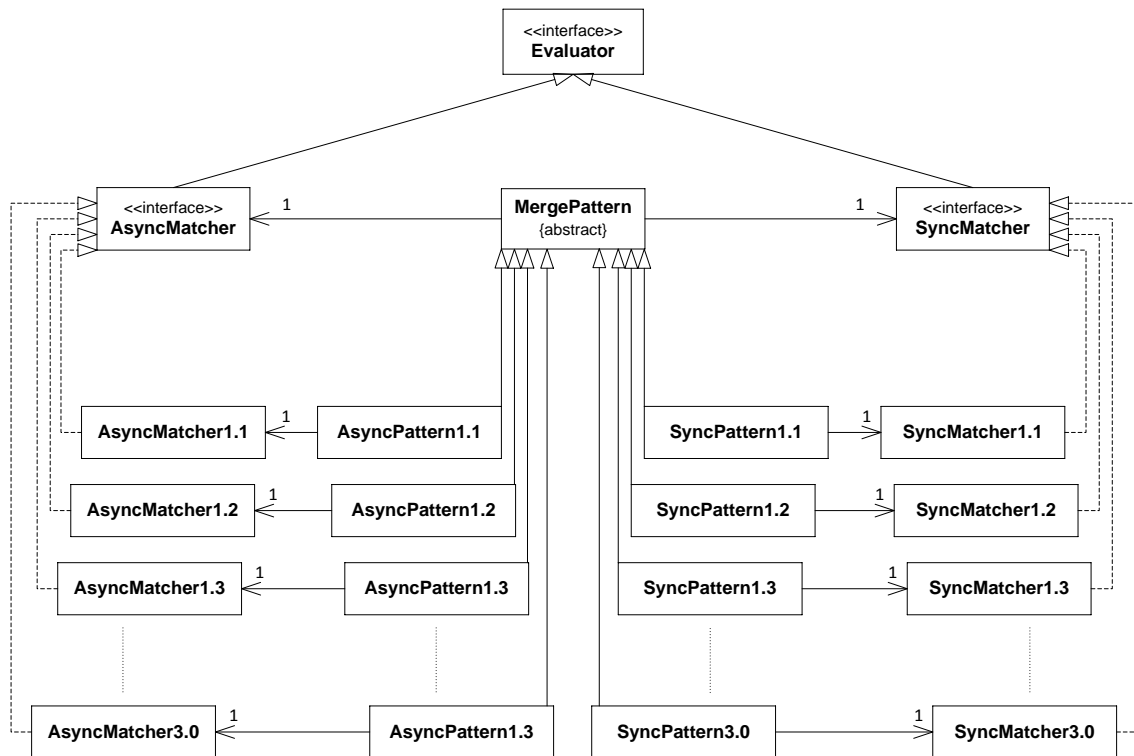 <<interface>>
Evaluator
<<interface>>
AsyncMatcher
1
MergePattern
{abstract}
1
<<interface>>
SyncMatcher
AsyncMatcher1.1
1
AsyncPattern1.1
SyncPattern1.1
1
SyncMatcher1.1
AsyncMatcher1.2
1
AsyncPattern1.2
SyncPattern1.2
1
SyncMatcher1.2
AsyncMatcher1.3
1
AsyncPattern1.3
SyncPattern1.3
1
SyncMatcher1.3
AsyncMatcher3.0
1
AsyncPattern1.3
SyncPattern3.0
1
SyncMatcher3.0